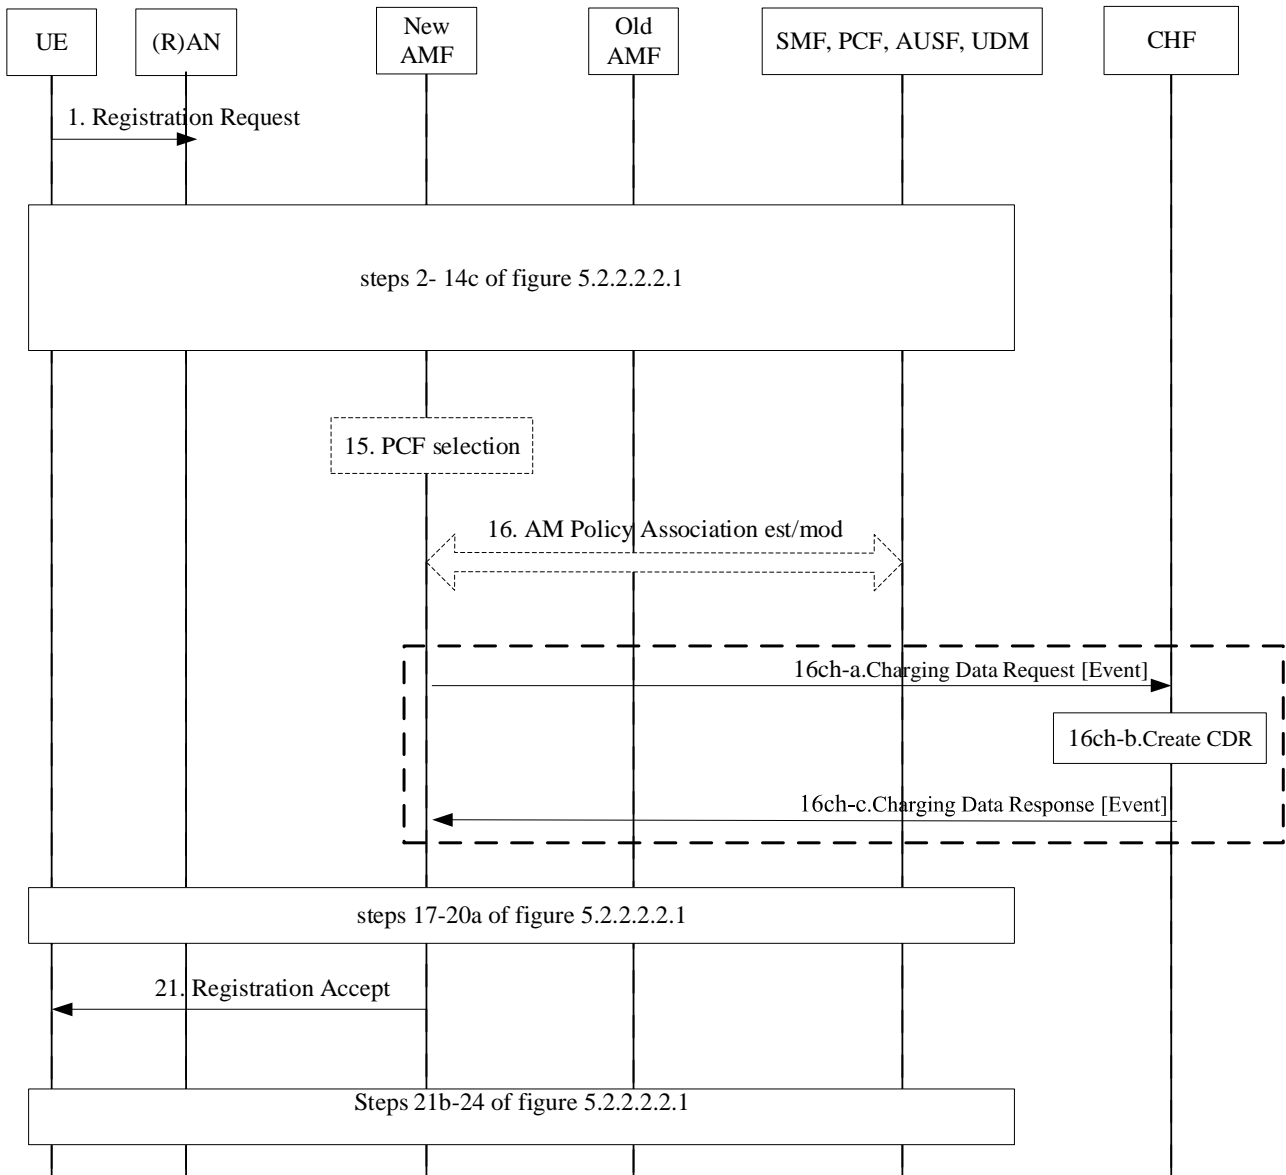 UE
(R)AN
New
AMF
Old
AMF
SMF, PCF, AUSF, UDM
CHF
1. Registration Request
steps 2- 14c of figure 5.2.2.2.2.1
15. PCF selection
16. AM Policy Association est/mod
16ch-a.Charging Data Request [Event]
16ch-b.Create CDR
16ch-c.Charging Data Response [Event]
steps 17-20a of figure 5.2.2.2.2.1
21. Registration Accept
Steps 21b-24 of figure 5.2.2.2.2.1